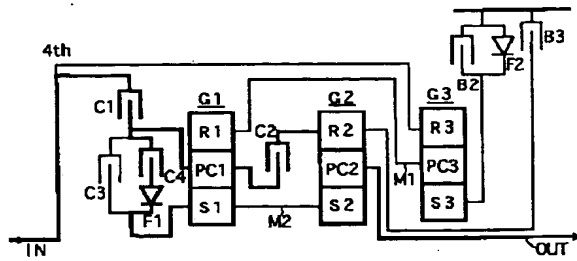 4th
B3
F2
B2
C1
G1
G2
G3
C2
R1
R2
R3
C3
C4
PC1
PC2
M1
PC3
F1
S1
M2
S2
S3
IN
OUT